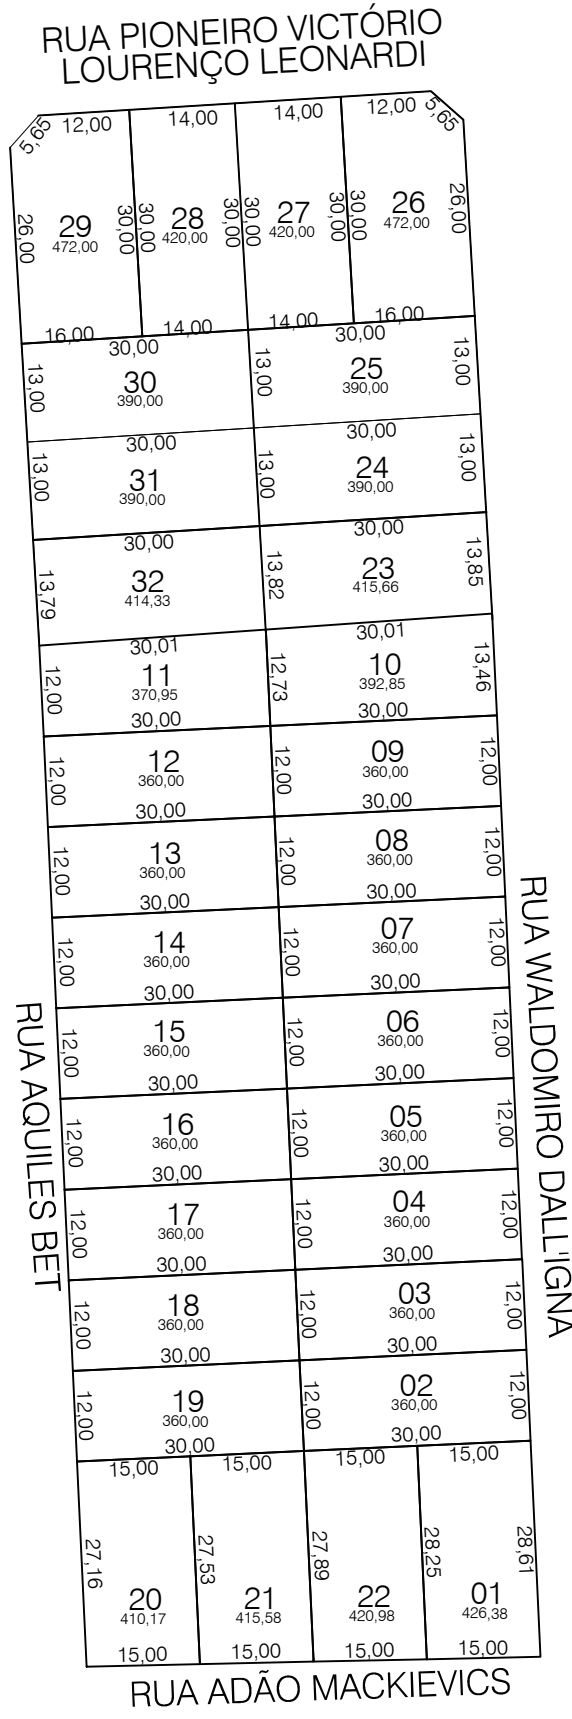 RUA PIONEIRO VICTÓRIO
LOURENÇO LEONARDI
5,65 12,00 14,00 14,00 12,00 5,65
26,00 29 472,00 30,00 30,00 28 420,00 30,00 30,00 27 420,00 30,00 30,00 26 472,00 26,00
16,00 14,00 14,00 16,00
30,00 30,00
13,00 30 390,00 13,00 25 390,00 13,00
30,00 30,00
13,00 31 390,00 13,00 24 390,00 13,00
30,00 30,00
13,79 32 414,33 13,82 23 415,66 13,85
30,01 30,01
12,00 11 370,95 12,73 10 392,85 13,46
30,00 30,00
12,00 12 360,00 12,00 09 360,00 12,00
30,00 30,00
12,00 13 360,00 12,00 08 360,00 12,00
30,00 30,00
12,00 14 360,00 12,00 07 360,00 12,00
30,00 30,00
12,00 15 360,00 12,00 06 360,00 12,00
30,00 30,00
12,00 16 360,00 12,00 05 360,00 12,00
30,00 30,00
12,00 17 360,00 12,00 04 360,00 12,00
30,00 30,00
12,00 18 360,00 12,00 03 360,00 12,00
30,00 30,00
12,00 19 360,00 12,00 02 360,00 12,00
30,00 30,00
15,00 15,00 15,00 15,00
27,16 20 410,17 27,53 21 415,58 27,89 22 420,98 28,25 01 426,38 28,61
15,00 15,00 15,00 15,00
RUA AQUILES BET
RUA WALDOMIRO DALL'IGNA
RUA ADÃO MACKIEVICS